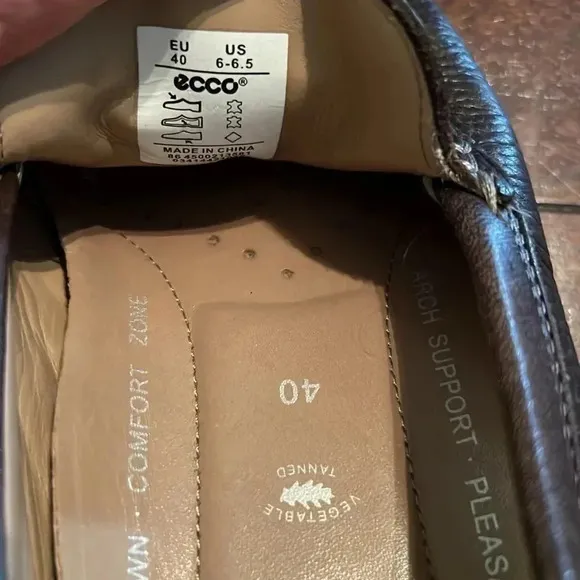 EU US
40 6-6.5
ecco®
MADE IN CHINA
COMFORT ZONE
40
VEGETABLE
TANNED
ARCH SUPPORT · PLEAS